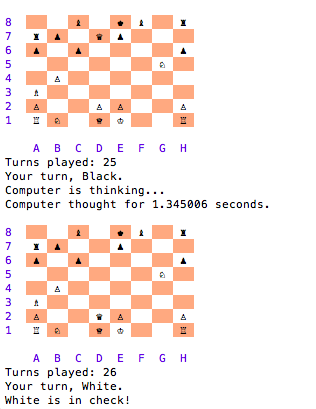 8
7
6
5
4
3
2
1
A B C D E F G H
Turns played: 25
Your turn, Black.
Computer is thinking...
Computer thought for 1.345006 seconds.
8
7
6
5
4
3
2
1
A B C D E F G H
Turns played: 26
Your turn, White.
White is in check!